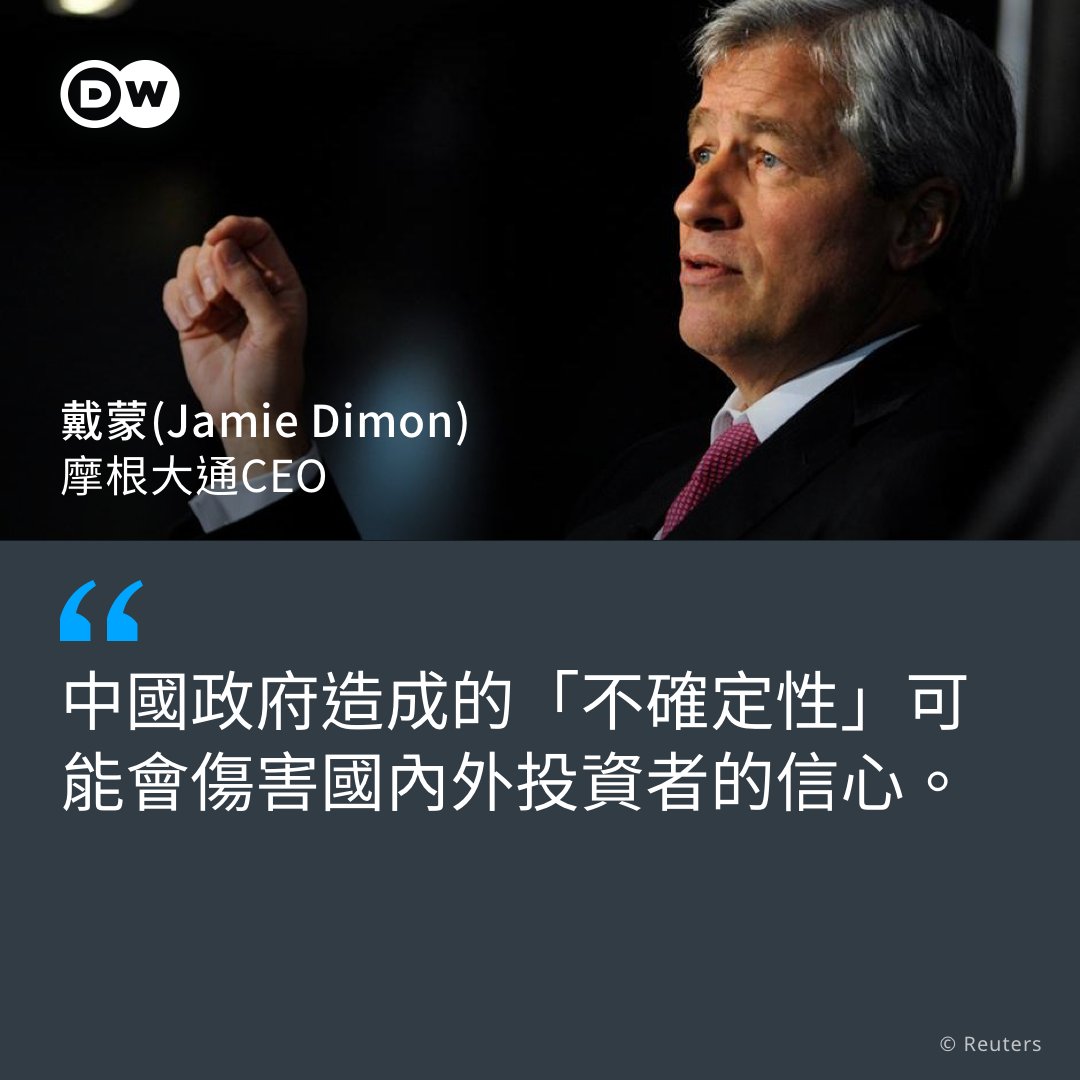 DW
戴蒙(Jamie Dimon)
摩根大通CEO
“
中國政府造成的「不確定性」可
能會傷害國內外投資者的信心。
© Reuters